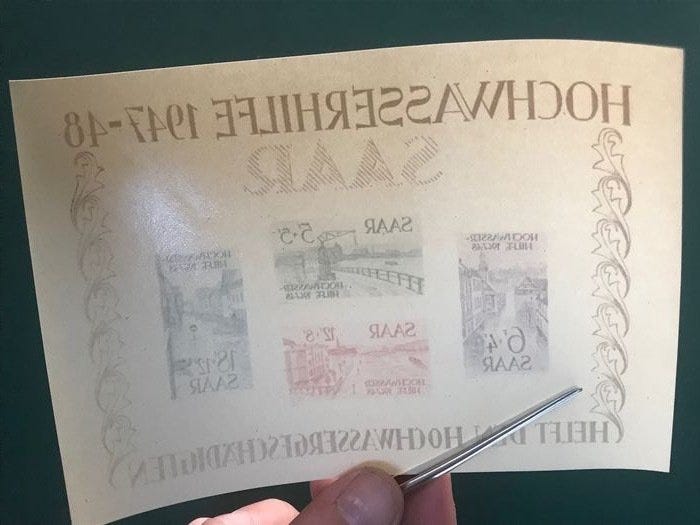 HOCHWASSERHILFE 1947-48
SAAR
HOCHWASSER-
HILFE 1947/48
6+4
SAAR
SAAR 5+5
HOCHWASSER-
HILFE 1947/48
SAAR 12+8
HOCHWASSER-
HILFE 1947/48
HOCHWASSER-
HILFE 1947/48
18+12
SAAR
HELFT DEN HOCHWASSERGESCHÄDIGTEN